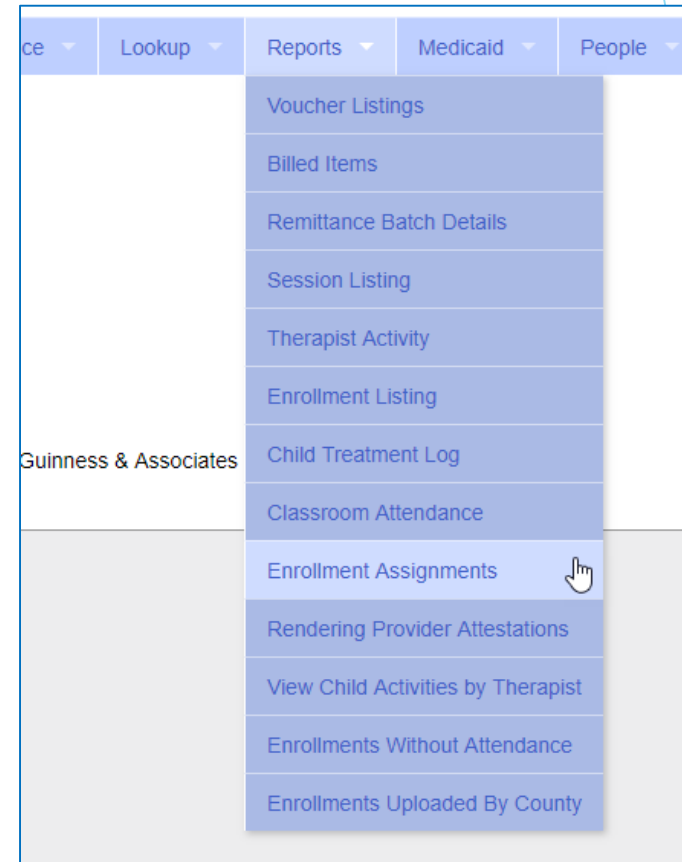 ce
Lookup
Reports
Medicaid
People
Voucher Listings
Billed Items
Remittance Batch Details
Session Listing
Therapist Activity
Enrollment Listing
Guinness & Associates
Child Treatment Log
Classroom Attendance
Enrollment Assignments
Rendering Provider Attestations
View Child Activities by Therapist
Enrollments Without Attendance
Enrollments Uploaded By County